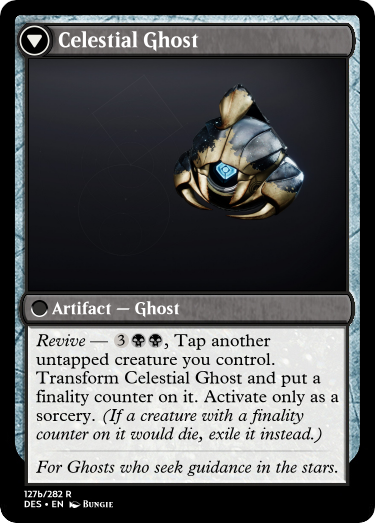 Celestial Ghost
Artifact — Ghost
Revive — 3, Tap another
untapped creature you control.
Transform Celestial Ghost and put a
finality counter on it. Activate only as a
sorcery. (If a creature with a finality
counter on it would die, exile it instead.)
For Ghosts who seek guidance in the stars.
127b/282 R
DES • EN Bungie